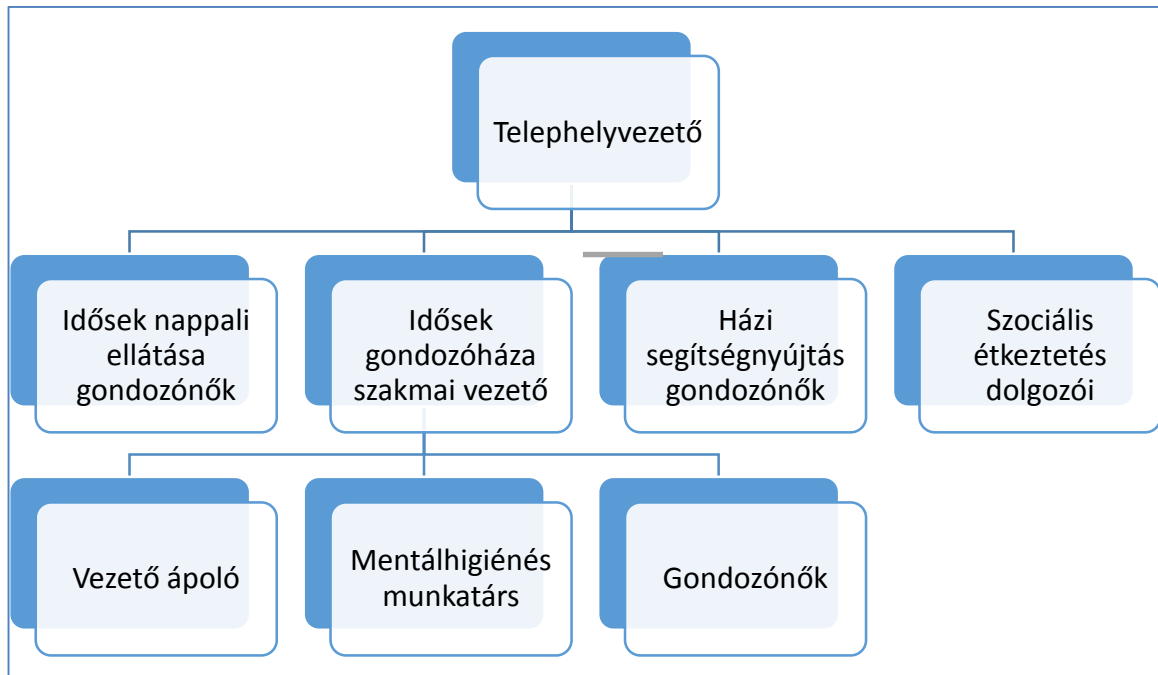 Telephelyvezető
Idősek nappali
ellátása
gondozónők
Idősek
gondozóháza
szakmai vezető
Házi
segítségnyújtás
gondozónők
Szociális
étkeztetés
dolgozói
Vezető ápoló
Mentálhigiénés
munkatárs
Gondozónők